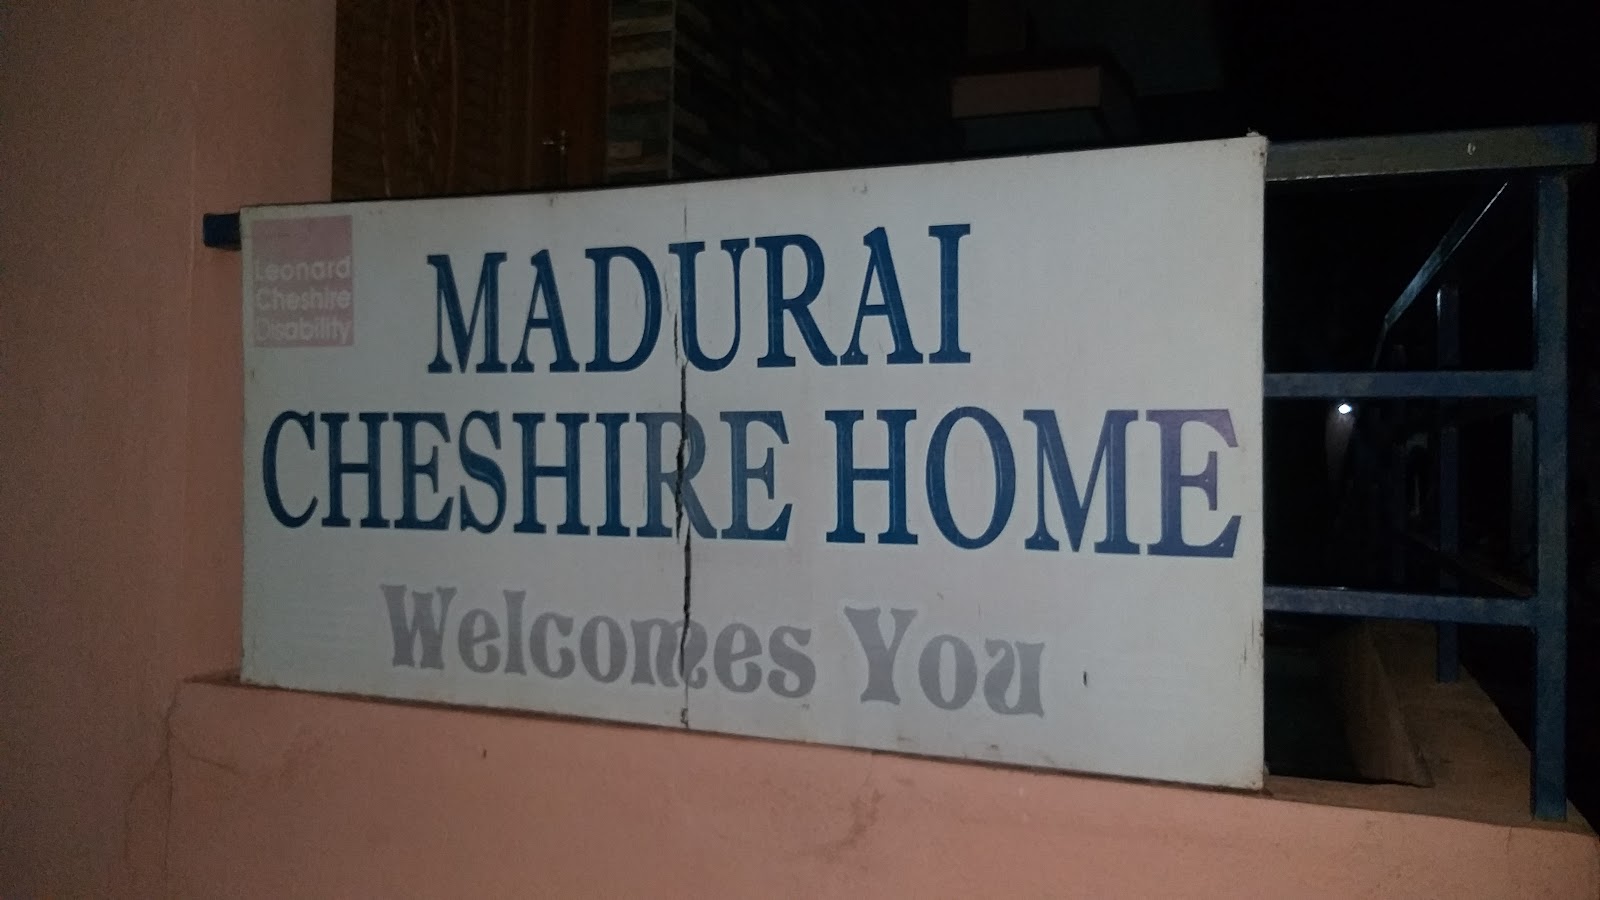 Leonard
Cheshire
Disability
MADURAI
CHESHIRE HOME
Welcomes You